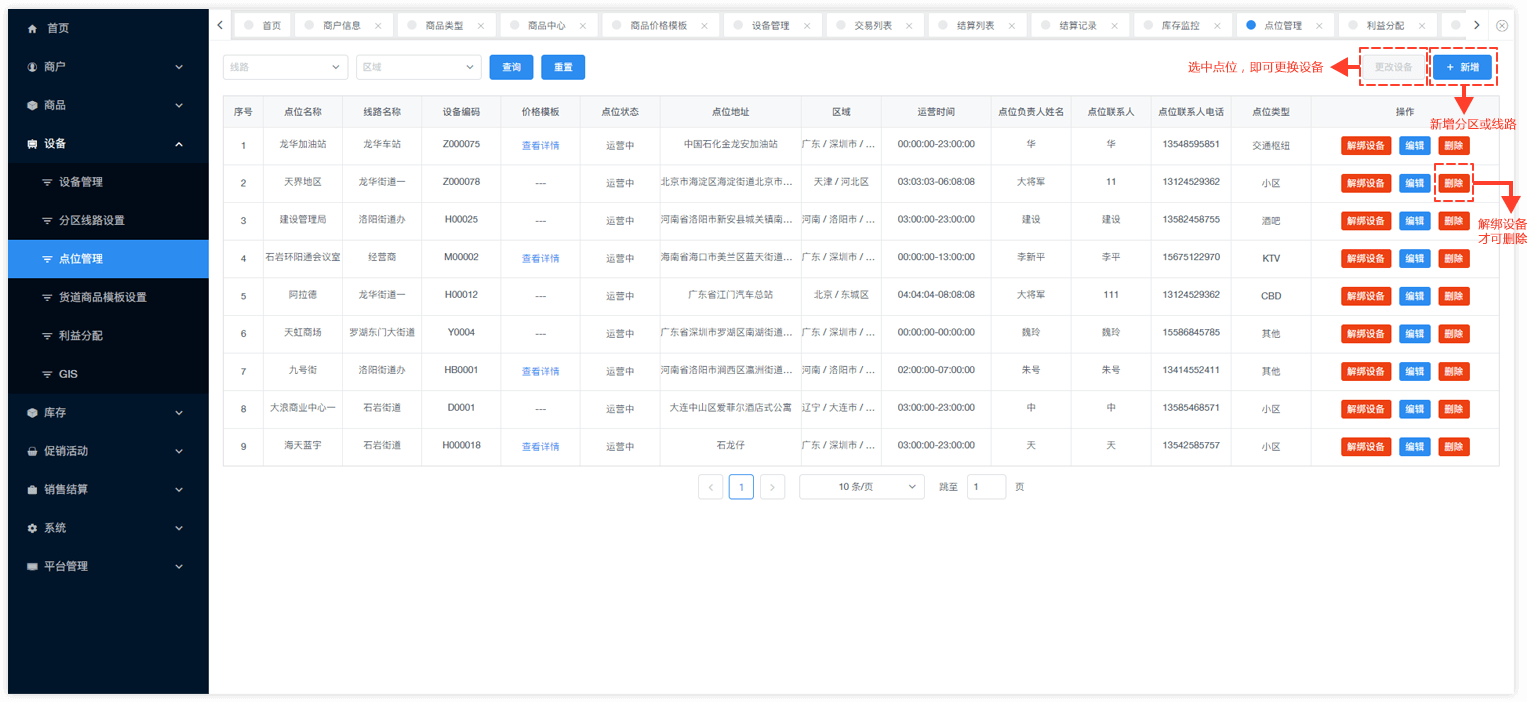 首页
商户
商品
设备
设备管理
分区线路设置
点位管理
货道商品模板设置
利益分配
GIS
库存
促销活动
销售结算
系统
平台管理
首页 商户信息 商品类型 商品中心 商品价格模板 设备管理 交易列表 结算列表 结算记录 库存监控 点位管理 利益分配
线路 区域 查询 重置 选中点位，即可更换设备 更改设备 + 新增
新增分区或线路
序号 点位名称 线路名称 设备编码 价格模板 点位状态 点位地址 区域 运营时间 点位负责人姓名 点位联系人 点位联系人电话 点位类型 操作
1 龙华加油站 龙华车站 Z000075 查看详情 运营中 中国石化金龙安加油站 广东 / 深圳市 / ... 00:00:00-23:00:00 华 华 13548595851 交通枢纽 解绑设备 编辑 删除
2 天界地区 龙华街道一 Z000078 --- 运营中 北京市海淀区海淀街道北京市... 天津 / 河北区 03:03:03-06:08:08 大将军 11 13124529362 小区 解绑设备 编辑 删除
3 建设管理局 洛阳街道办 H00025 --- 运营中 河南省洛阳市新安县城关镇南... 河南 / 洛阳市 / ... 03:00:00-23:00:00 建设 建设 13582458755 酒吧 解绑设备 编辑 删除
解绑设备
才可删除
4 石岩环阳通会议室 经营商 M00002 查看详情 运营中 海南省海口市美兰区蓝天街道... 广东 / 深圳市 / ... 00:00:00-13:00:00 李新平 李平 15675122970 KTV 解绑设备 编辑 删除
5 阿拉德 龙华街道一 H00012 --- 运营中 广东省江门汽车总站 北京 / 东城区 04:04:04-08:08:08 大将军 111 13124529362 CBD 解绑设备 编辑 删除
6 天虹商场 罗湖东门大街道 Y0004 --- 运营中 广东省深圳市罗湖区南湖街道... 广东 / 深圳市 / ... 00:00:00-00:00:00 魏玲 魏玲 15586845785 其他 解绑设备 编辑 删除
7 九号街 洛阳街道办 HB0001 查看详情 运营中 河南省洛阳市涧西区瀛洲街道... 河南 / 洛阳市 / ... 02:00:00-07:00:00 朱号 朱号 13414552411 其他 解绑设备 编辑 删除
8 大浪商业中心一 石岩街道 D0001 --- 运营中 大连中山区爱菲尔酒店式公寓 辽宁 / 大连市 / ... 03:00:00-23:00:00 中 中 13585468571 小区 解绑设备 编辑 删除
9 海天蓝宇 石岩街道 H000018 查看详情 运营中 石龙仔 广东 / 深圳市 / ... 03:00:00-23:00:00 天 天 13542585757 小区 解绑设备 编辑 删除
1 10 条/页 跳至 1 页